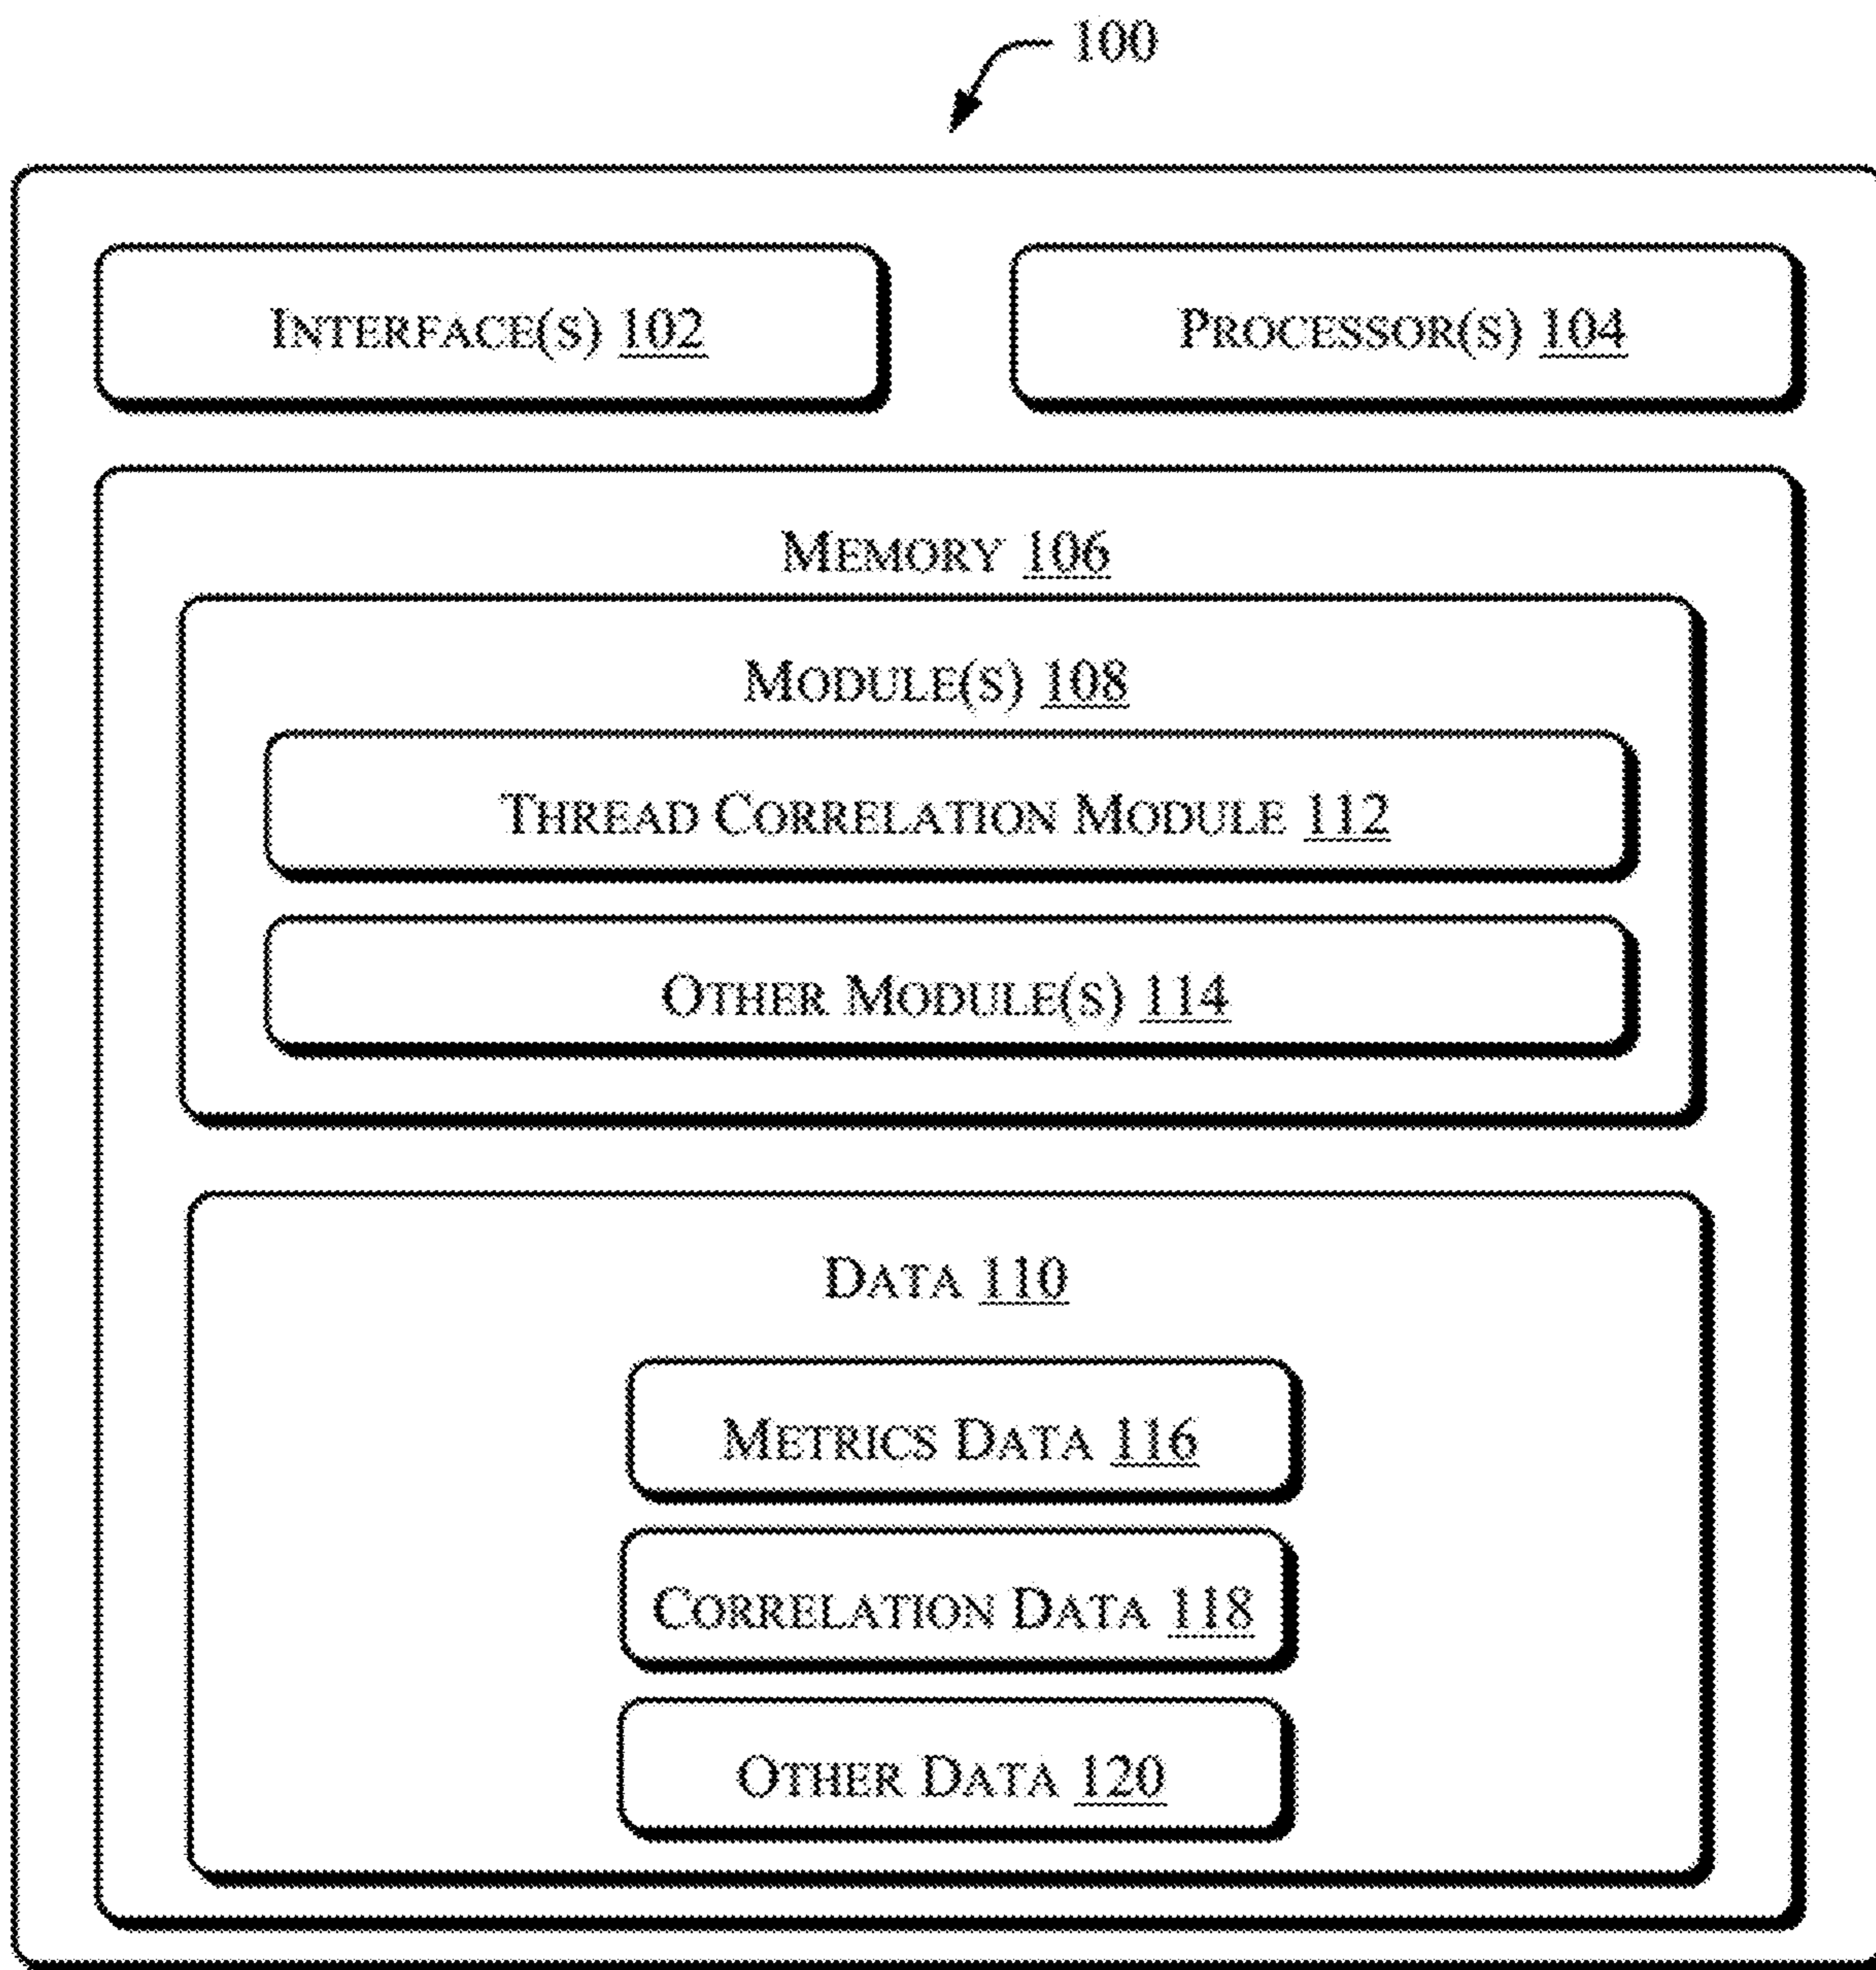 100
INTERFACE(S) 102
PROCESSOR(S) 104
MEMORY 106
MODULE(S) 108
THREAD CORRELATION MODULE 112
OTHER MODULE(S) 114
DATA 110
METRICS DATA 116
CORRELATION DATA 118
OTHER DATA 120